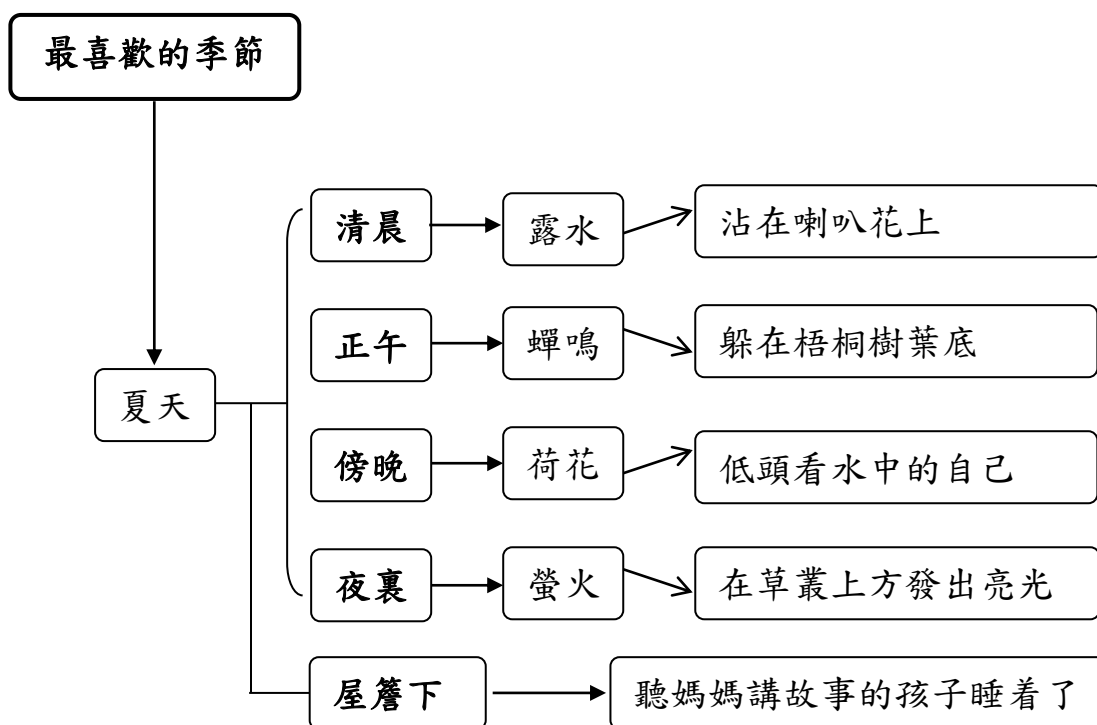 最喜歡的季節
清晨
露水
沾在喇叭花上
正午
蟬鳴
躲在梧桐樹葉底
夏天
傍晚
荷花
低頭看水中的自己
夜裏
螢火
在草叢上方發出亮光
屋簷下
聽媽媽講故事的孩子睡着了